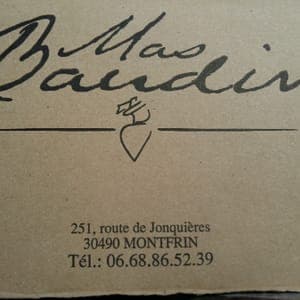 Mas
Baudin
251, route de Jonquières
30490 MONTFRIN
Tél.: 06.68.86.52.39